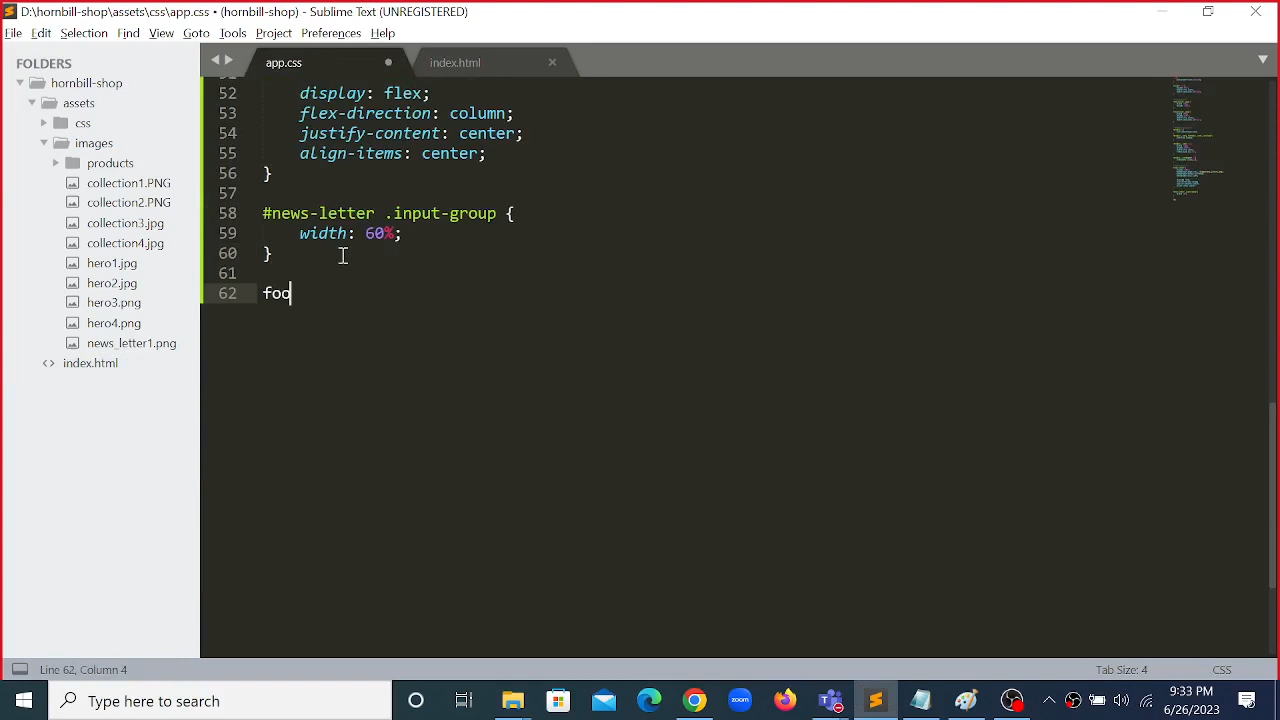 D:\hornbill-shop\assets\css\app.css • (hornbill-shop) - Sublime Text (UNREGISTERED)
File Edit Selection Find View Goto Tools Project Preferences Help
FOLDERS
hornbill-shop
assets
css
images
products
collection1.PNG
collection2.PNG
collection3.jpg
collection4.jpg
hero1.jpg
hero2.jpg
hero3.png
hero4.png
news_letter1.png
index.html
app.css
index.html
52 display: flex;
53 flex-direction: column;
54 justify-content: center;
55 align-items: center;
56 }
57
58 #news-letter .input-group {
59 width: 60%;
60 }
61
62 foo
Line 62, Column 4
Tab Size: 4
CSS
Type here to search
zoom
9:33 PM
6/26/2023